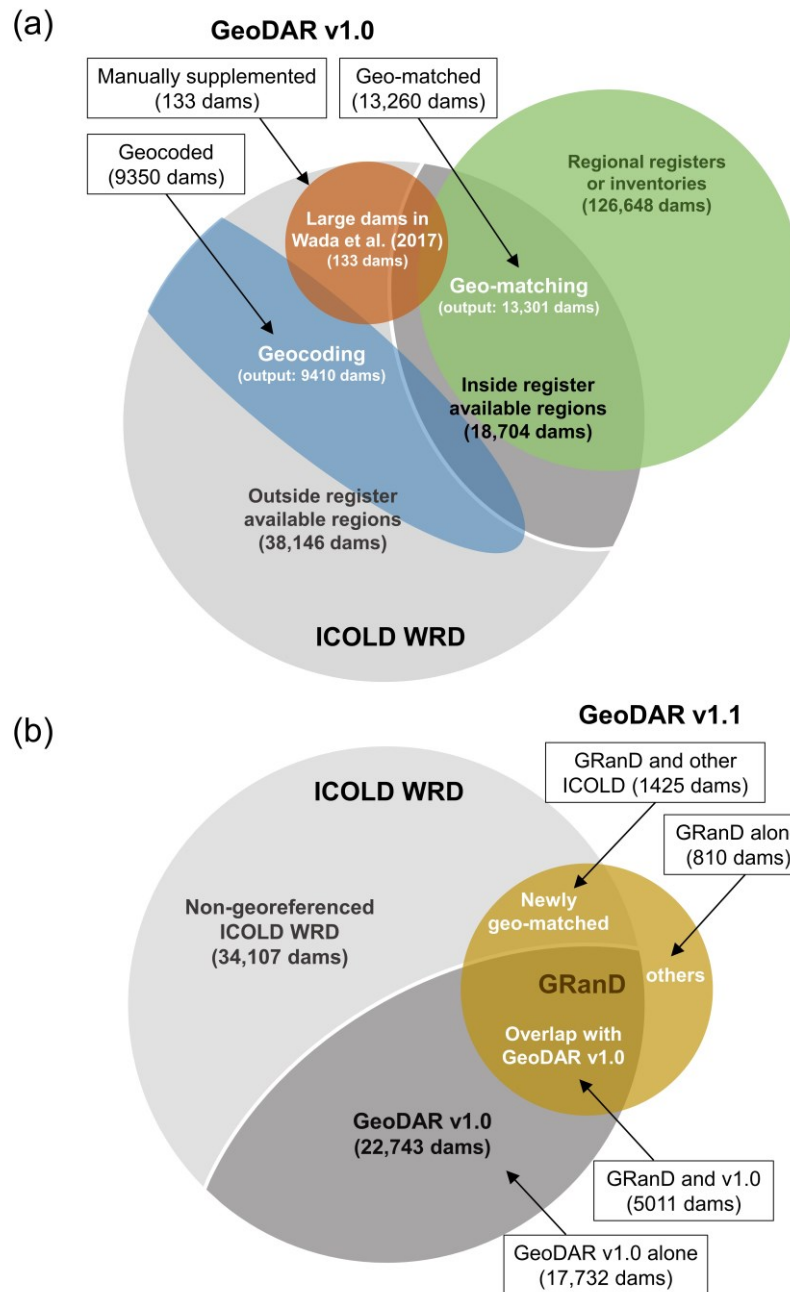 (a)
GeoDAR v1.0
Manually supplemented
(133 dams)
Geo-matched
(13,260 dams)
Geocoded
(9350 dams)
Regional registers
or inventories
(126,648 dams)
Large dams in
Wada et al. (2017)
(133 dams)
Geo-matching
(output: 13,301 dams)
Geocoding
(output: 9410 dams)
Inside register
available regions
(18,704 dams)
Outside register
available regions
(38,146 dams)
ICOLD WRD
(b)
GeoDAR v1.1
ICOLD WRD
GRanD and other
ICOLD (1425 dams)
GRanD alon
(810 dams)
Newly
geo-matched
Non-georeferenced
ICOLD WRD
(34,107 dams)
GRanD
others
Overlap with
GeoDAR v1.0
GeoDAR v1.0
(22,743 dams)
GRanD and v1.0
(5011 dams)
GeoDAR v1.0 alone
(17,732 dams)